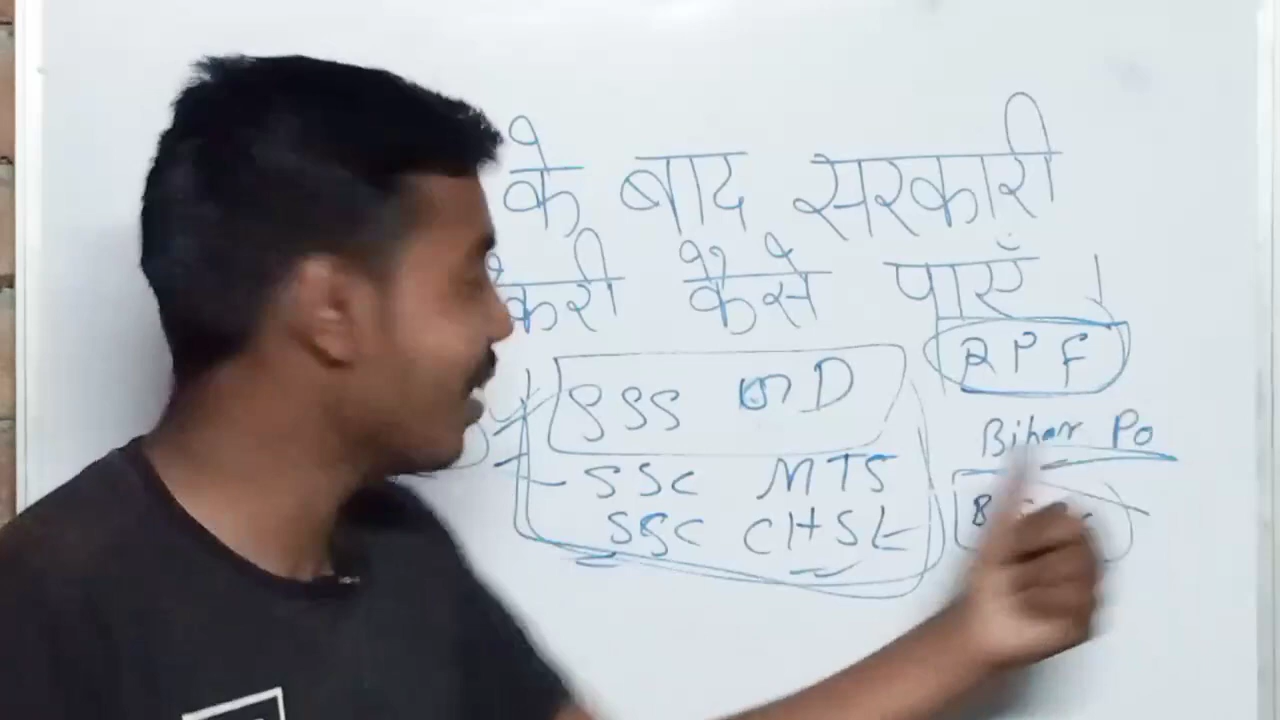 के बाद सरकारी
करी कैसे पाएँ ।
RPF
SSS GD
Bihar Po
SSC MTS
SSC CHSL